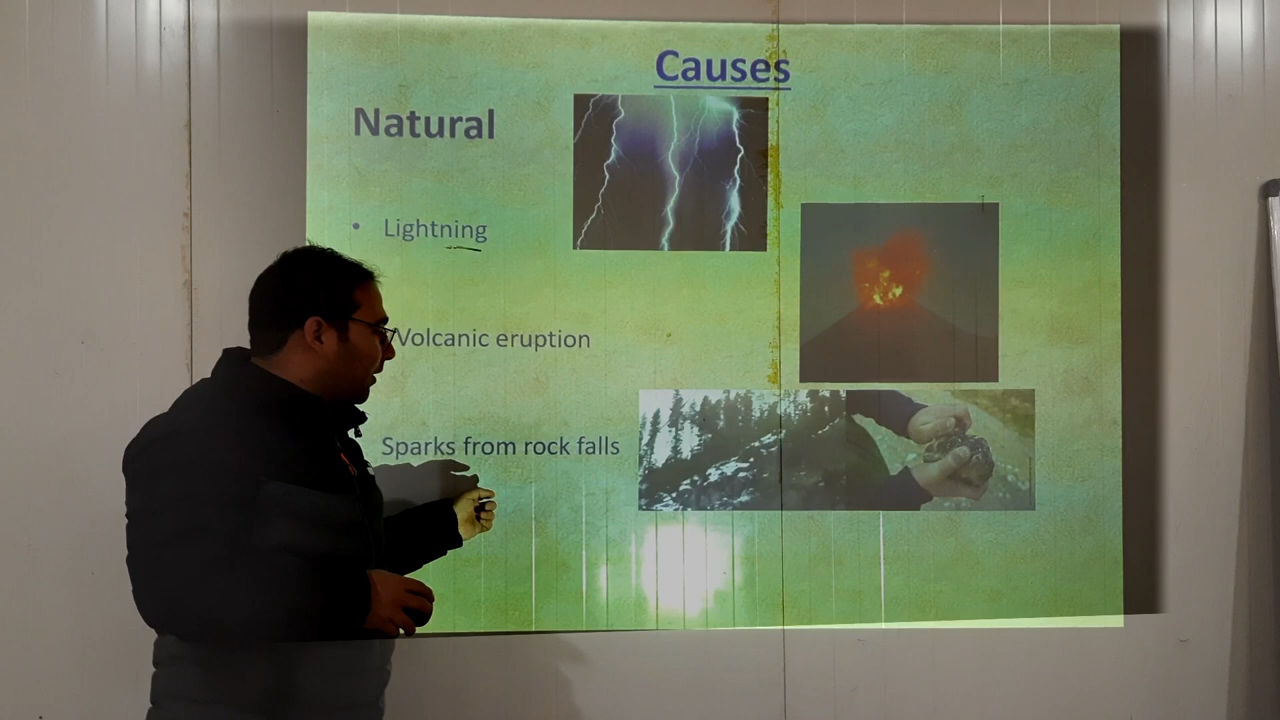 Causes
Natural
• Lightning
Volcanic eruption
Sparks from rock falls